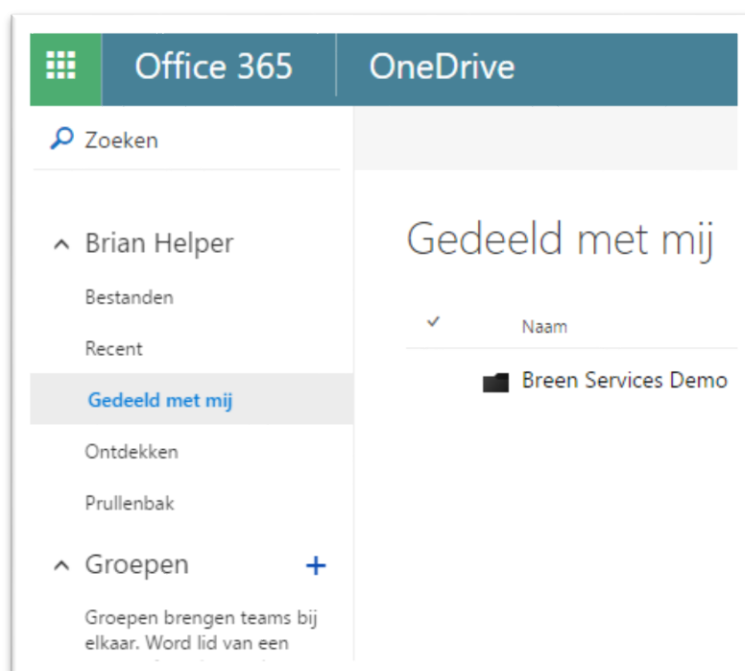 Office 365
OneDrive
Zoeken
Brian Helper
Bestanden
Recent
Gedeeld met mij
Ontdekken
Prullenbak
Groepen
Groepen brengen teams bij
elkaar. Word lid van een
Gedeeld met mij
Naam
Breen Services Demo